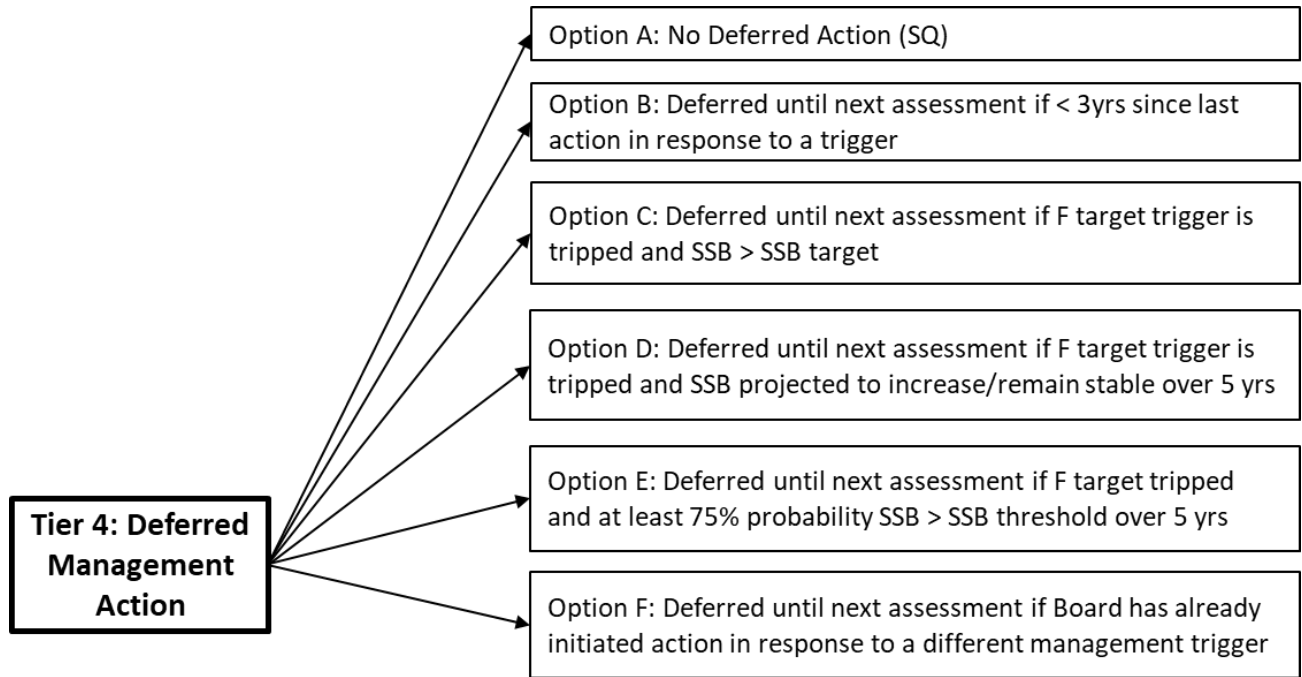 Option A: No Deferred Action (SQ)
Option B: Deferred until next assessment if < 3yrs since last
action in response to a trigger
Option C: Deferred until next assessment if F target trigger is
tripped and SSB > SSB target
Option D: Deferred until next assessment if F target trigger is
tripped and SSB projected to increase/remain stable over 5 yrs
Option E: Deferred until next assessment if F target tripped
and at least 75% probability SSB > SSB threshold over 5 yrs
Tier 4: Deferred
Management
Action
Option F: Deferred until next assessment if Board has already
initiated action in response to a different management trigger